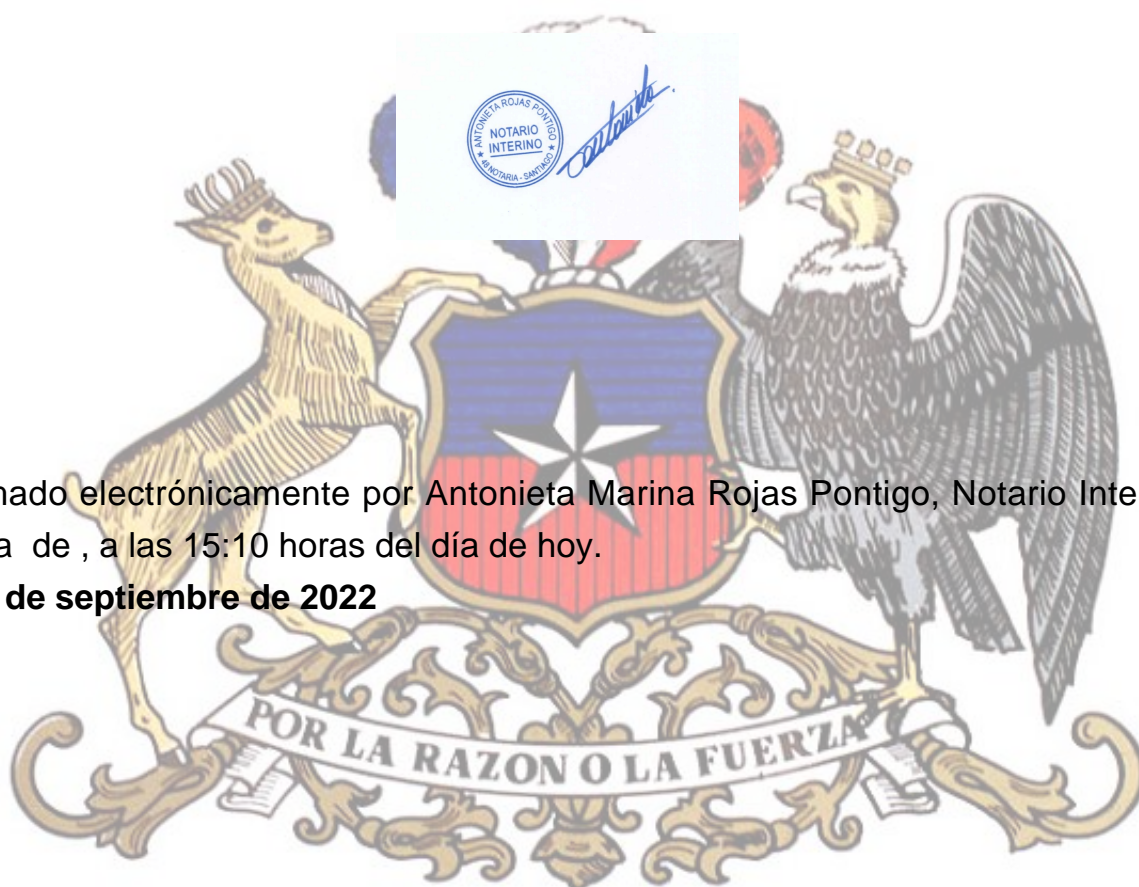 ANTONIETA ROJAS PONTIGO
NOTARIO
INTERINO
48 NOTARIA - SANTIAGO
nado electrónicamente por Antonieta Marina Rojas Pontigo, Notario Inte
a de , a las 15:10 horas del día de hoy.
de septiembre de 2022
POR LA RAZON O LA FUERZA